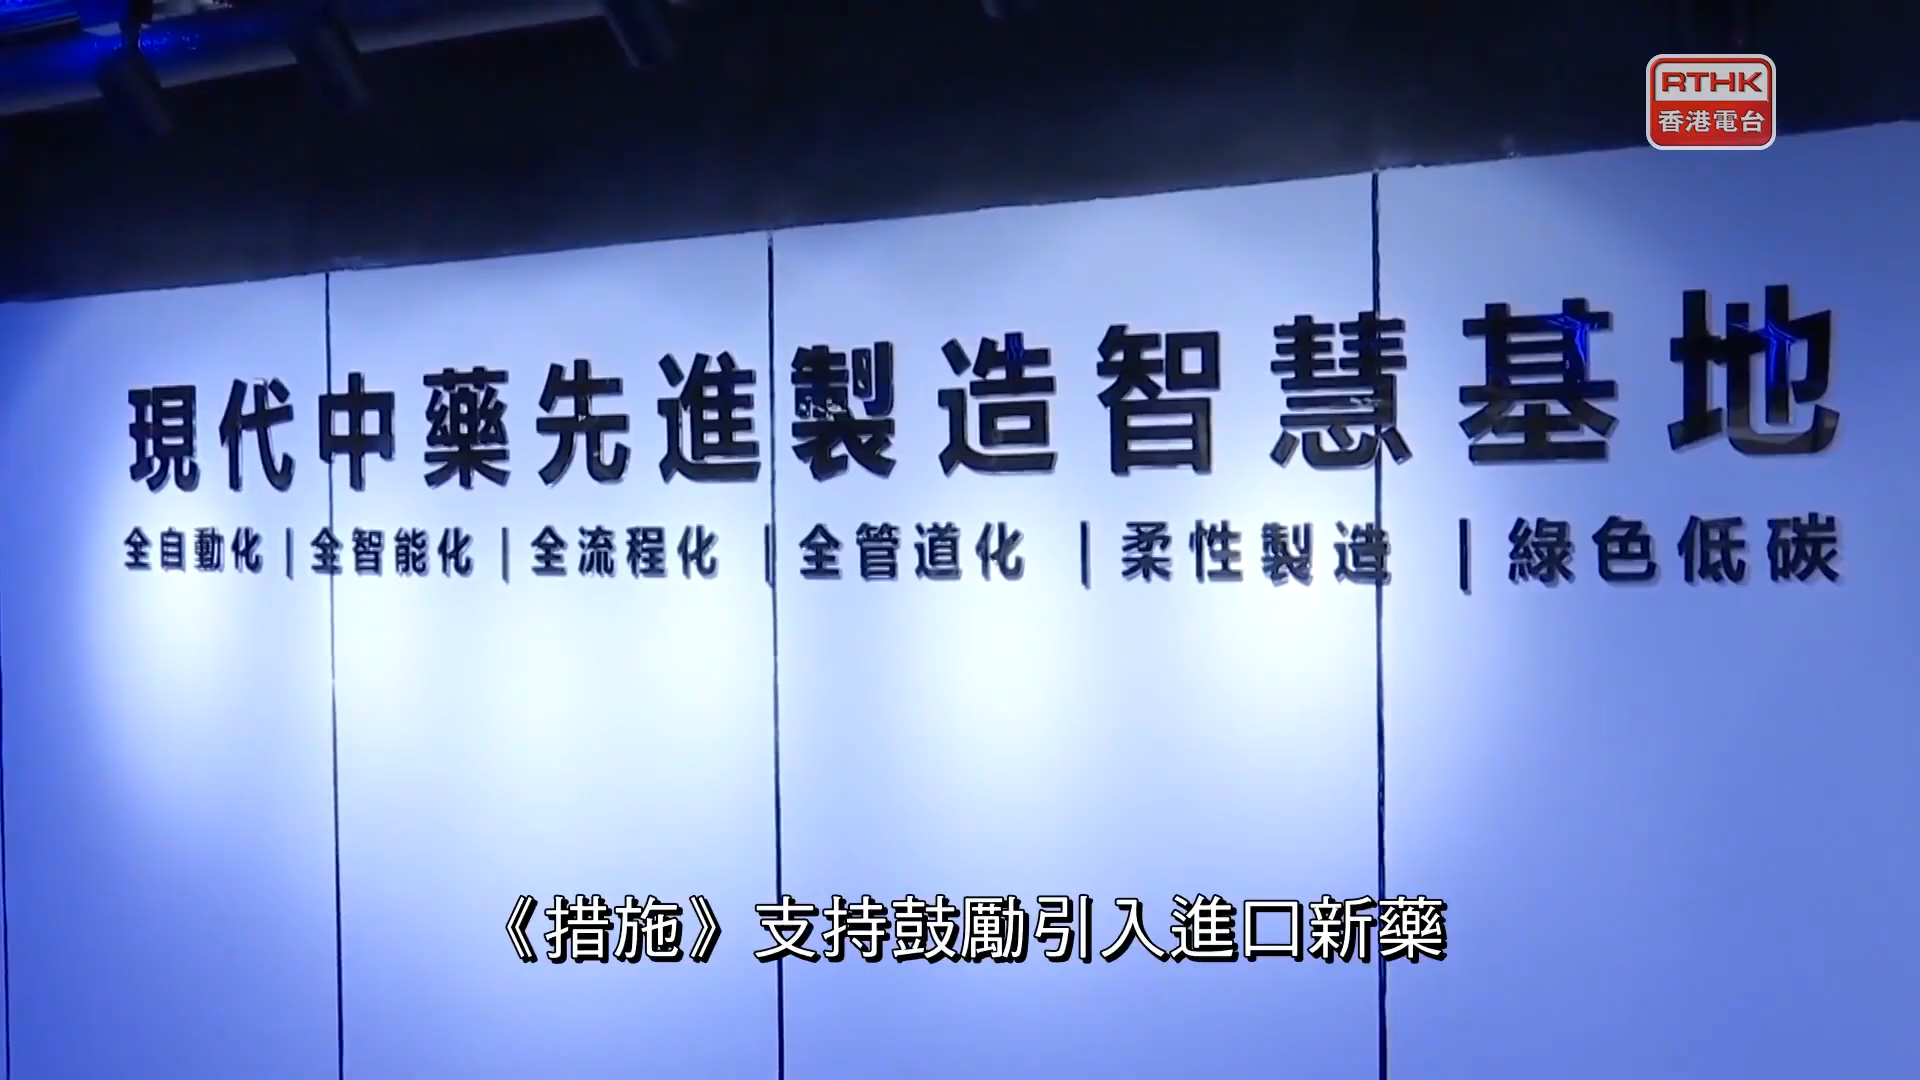 RTHK
香港電台
現代中藥先進製造智慧基地
全自動化 | 全智能化 | 全流程化 | 全管道化 | 柔性製造 | 綠色低碳
《措施》支持鼓勵引入進口新藥